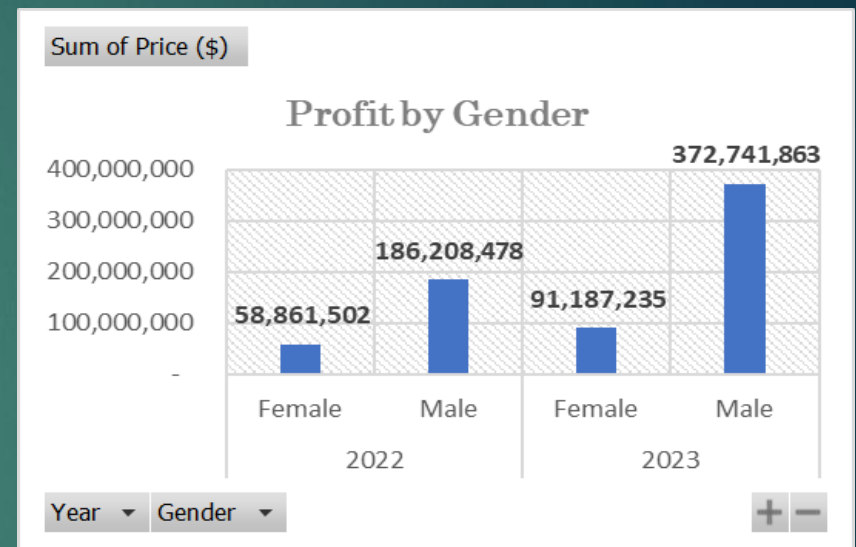 Sum of Price ($)
Profit by Gender
372,741,863
400,000,000
300,000,000
186,208,478
200,000,000
91,187,235
58,861,502
100,000,000
-
Female Male Female Male
2022 2023
Year Gender